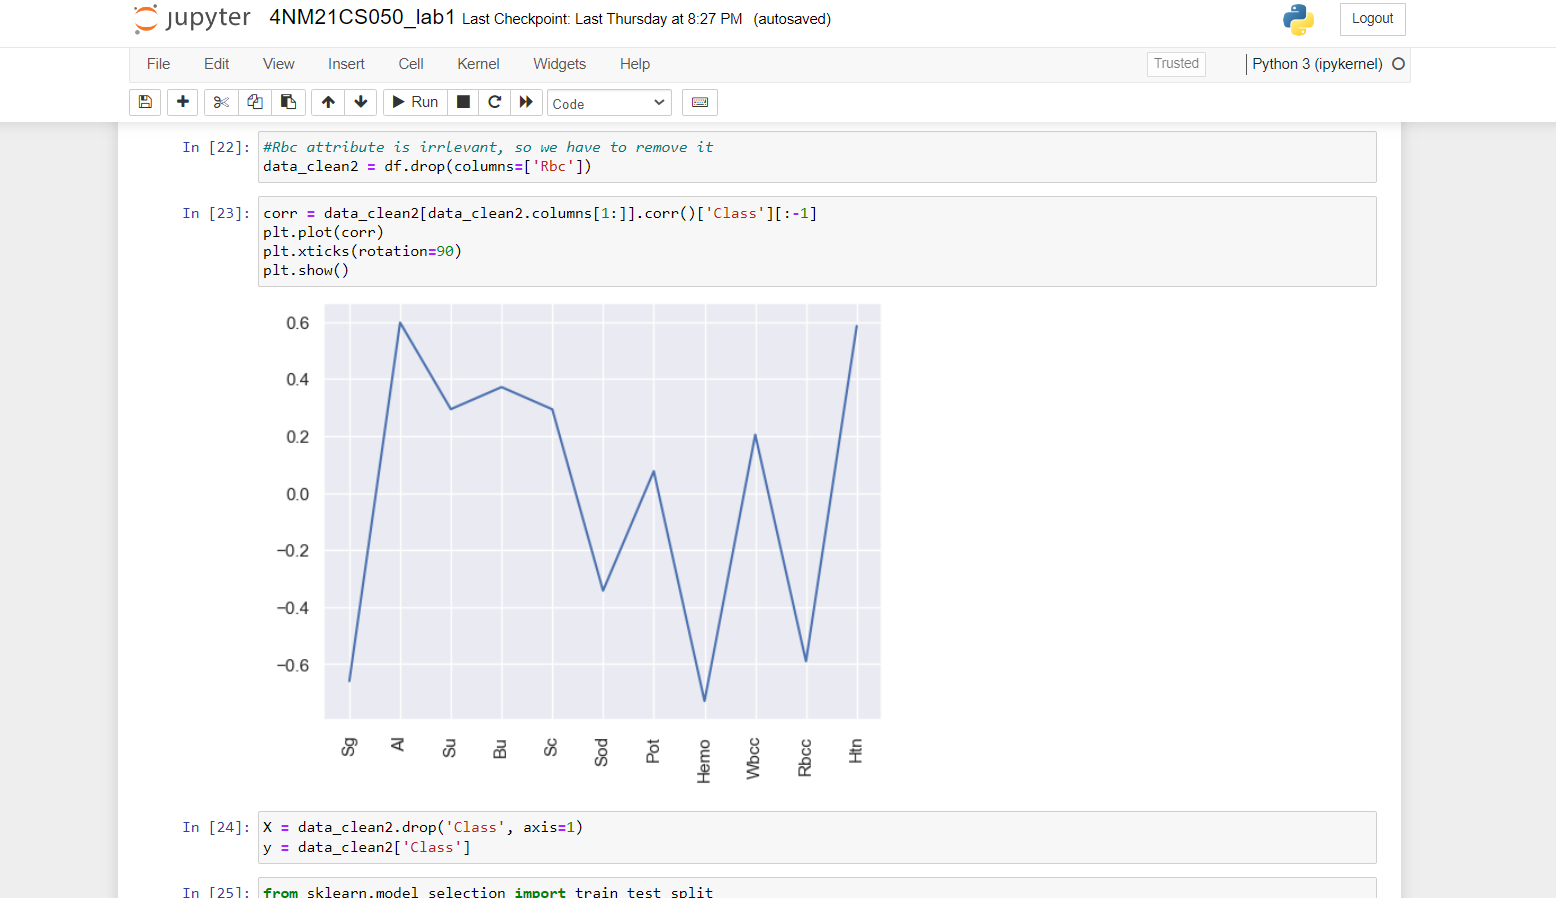 jupyter 4NM21CS050_lab1 Last Checkpoint: Last Thursday at 8:27 PM (autosaved) Logout
File Edit View Insert Cell Kernel Widgets Help Trusted Python 3 (ipykernel)
Run Code
In [22]: #Rbc attribute is irrlevant, so we have to remove it
data_clean2 = df.drop(columns=['Rbc'])
In [23]: corr = data_clean2[data_clean2.columns[1:]].corr()['Class'][:-1]
plt.plot(corr)
plt.xticks(rotation=90)
plt.show()
0.6
0.4
0.2
0.0
−0.2
−0.4
−0.6
Sg Al Su Bu Sc Sod Pot Hemo Wbcc Rbcc Htn
In [24]: X = data_clean2.drop('Class', axis=1)
y = data_clean2['Class']
In [25]: from sklearn.model_selection import train_test_split